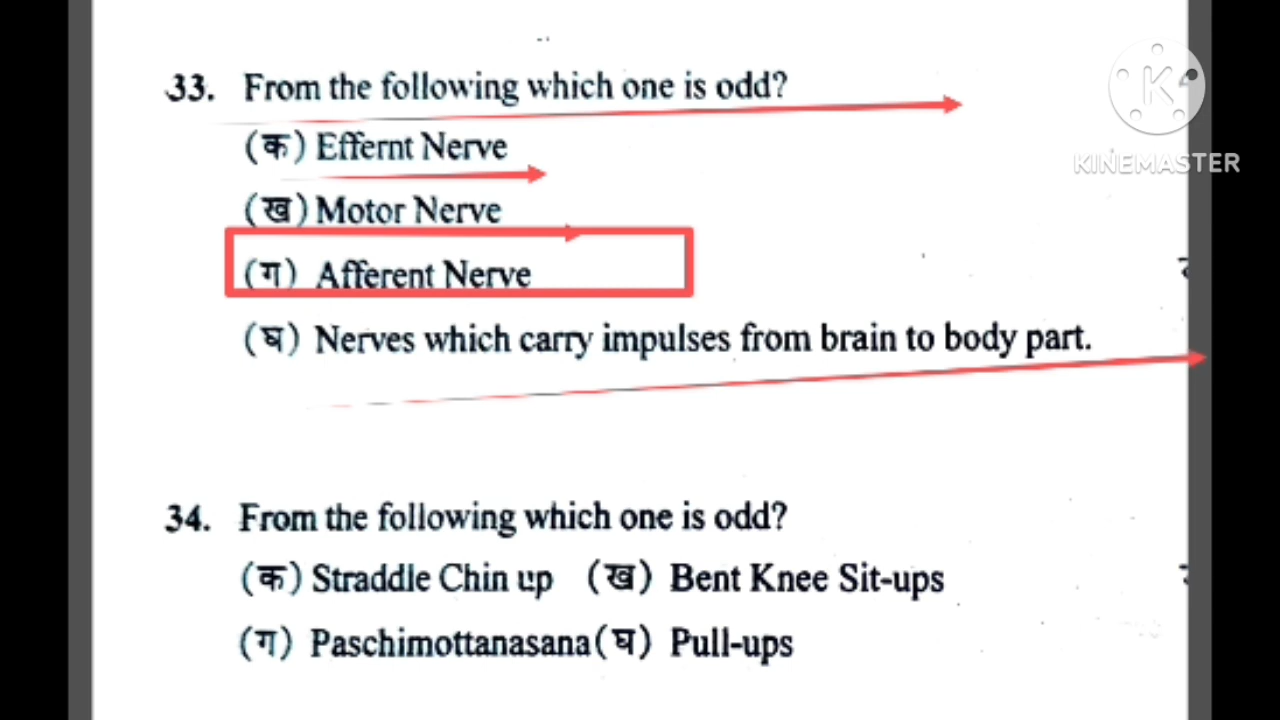 33. From the following which one is odd?
(क) Effernt Nerve
(ख) Motor Nerve
(ग) Afferent Nerve
(घ) Nerves which carry impulses from brain to body part.
34. From the following which one is odd?
(क) Straddle Chin up (ख) Bent Knee Sit-ups
(ग) Paschimottanasana (घ) Pull-ups
K
KINEMASTER